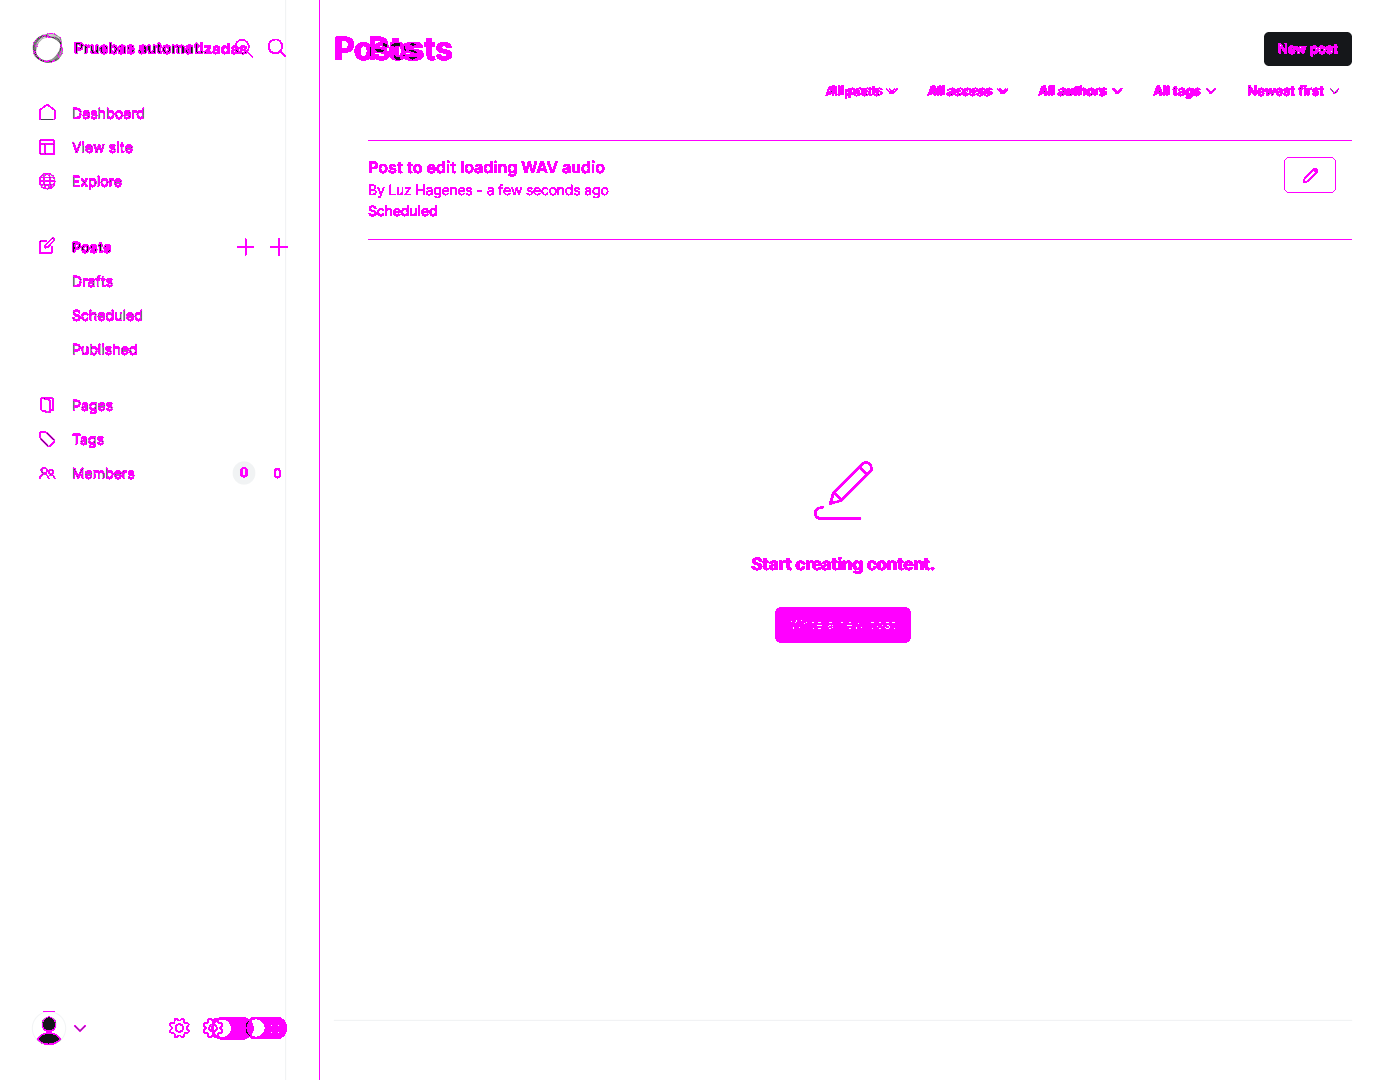 Pruebas automatizadas
Posts
New post
All posts
All access
All authors
All tags
Newest first
Dashboard
View site
Explore
Posts
Drafts
Scheduled
Published
Pages
Tags
Members 0 0
Post to edit loading WAV audio
By Luz Hagenes - a few seconds ago
Scheduled
Start creating content.
Write a new post